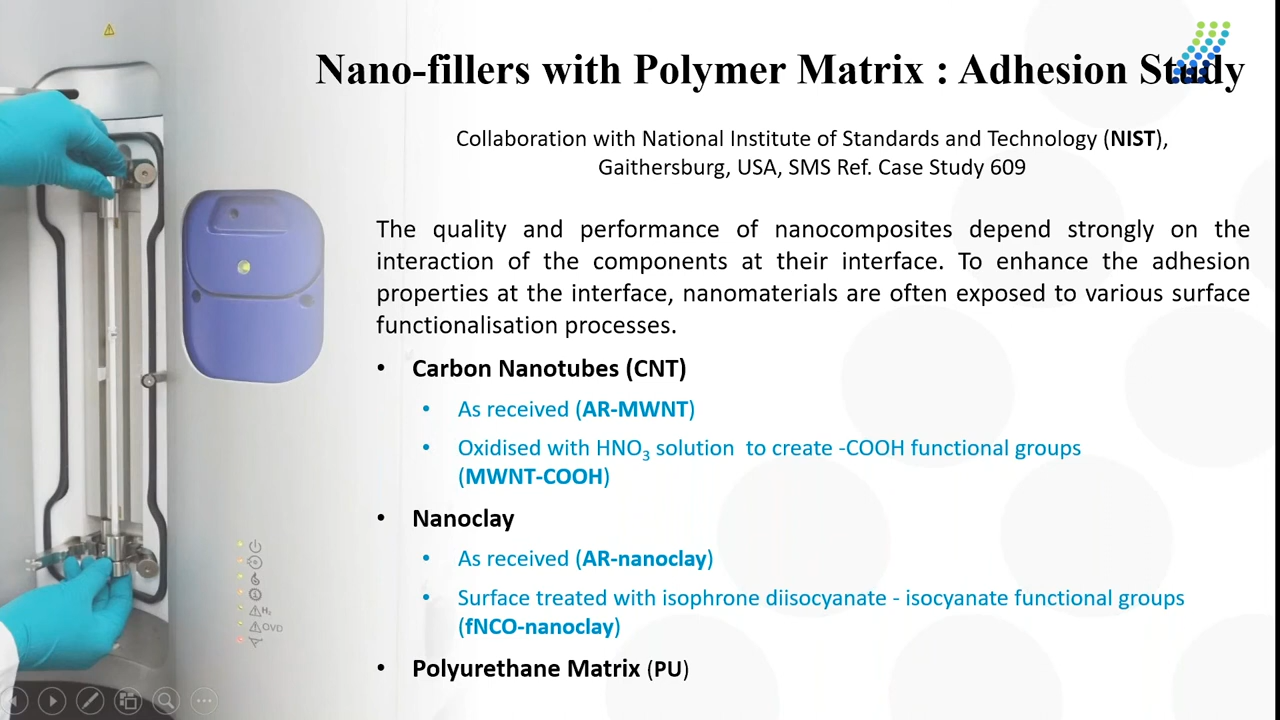 Nano-fillers with Polymer Matrix : Adhesion Study
Collaboration with National Institute of Standards and Technology (NIST),
Gaithersburg, USA, SMS Ref. Case Study 609
The quality and performance of nanocomposites depend strongly on the
interaction of the components at their interface. To enhance the adhesion
properties at the interface, nanomaterials are often exposed to various surface
functionalisation processes.
• Carbon Nanotubes (CNT)
• As received (AR-MWNT)
• Oxidised with HNO₃ solution to create -COOH functional groups
(MWNT-COOH)
• Nanoclay
• As received (AR-nanoclay)
• Surface treated with isophrone diisocyanate - isocyanate functional groups
(fNCO-nanoclay)
• Polyurethane Matrix (PU)
H₂
OVD